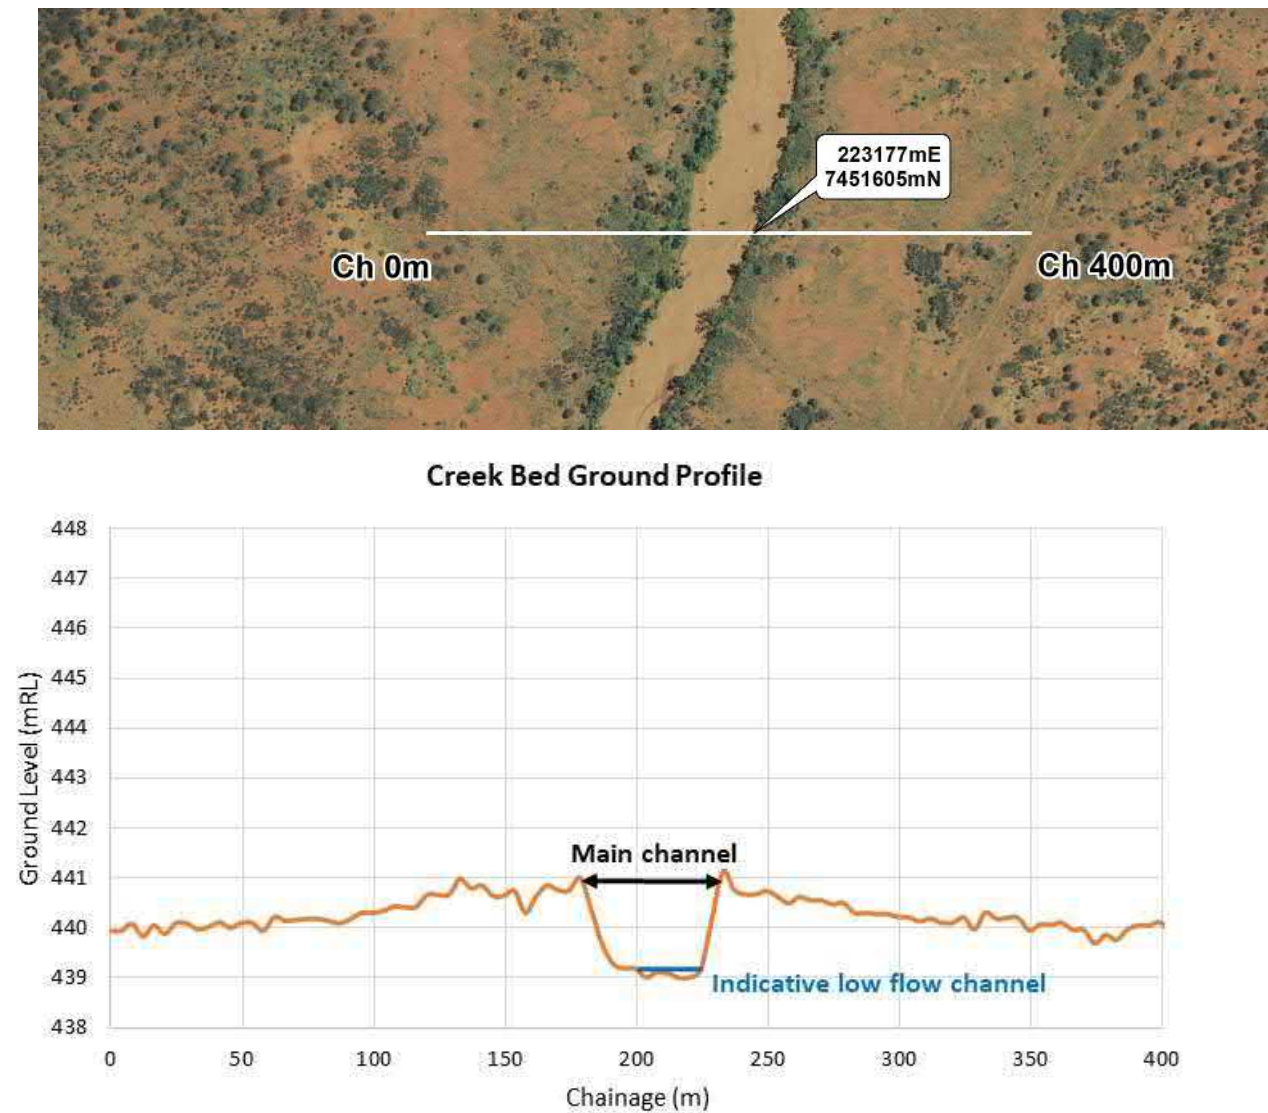 223177mE
7451605mN
Ch 0m
Ch 400m
Creek Bed Ground Profile
448
447
446
445
444
443
442
441
440
439
438
Ground Level (mRL)
Main channel
Indicative low flow channel
0 50 100 150 200 250 300 350 400
Chainage (m)